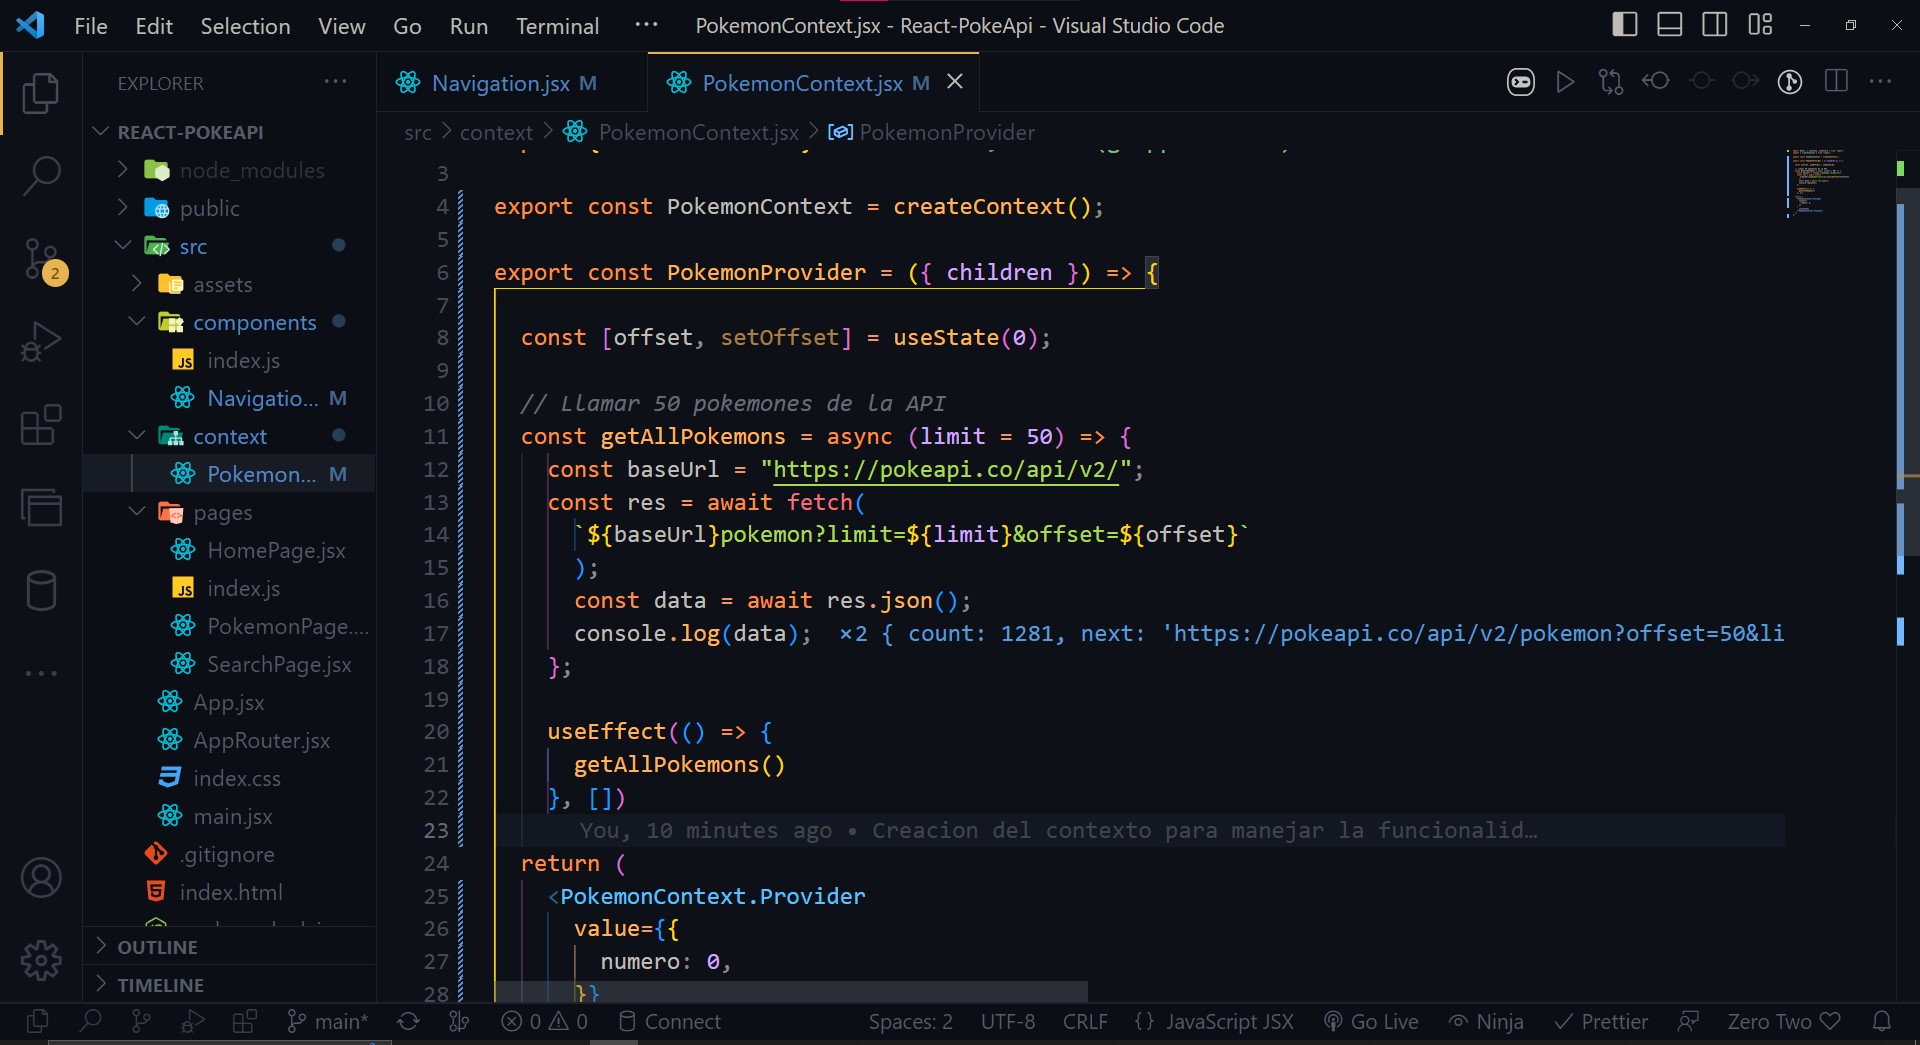 File Edit Selection View Go Run Terminal ··· PokemonContext.jsx - React-PokeApi - Visual Studio Code
EXPLORER
REACT-POKEAPI
node_modules
public
src
assets
components
index.js
Navigatio... M
context
Pokemon... M
pages
HomePage.jsx
index.js
PokemonPage....
SearchPage.jsx
App.jsx
AppRouter.jsx
index.css
main.jsx
.gitignore
index.html
OUTLINE
TIMELINE
2
Navigation.jsx M PokemonContext.jsx M
src > context > PokemonContext.jsx > PokemonProvider
3
4 export const PokemonContext = createContext();
5
6 export const PokemonProvider = ({ children }) => {
7
8 const [offset, setOffset] = useState(0);
9
10 // Llamar 50 pokemones de la API
11 const getAllPokemons = async (limit = 50) => {
12 const baseUrl = "https://pokeapi.co/api/v2/";
13 const res = await fetch(
14 `${baseUrl}pokemon?limit=${limit}&offset=${offset}`
15 );
16 const data = await res.json();
17 console.log(data); ×2 { count: 1281, next: 'https://pokeapi.co/api/v2/pokemon?offset=50&li
18 };
19
20 useEffect(() => {
21 getAllPokemons()
22 }, [])
23 You, 10 minutes ago • Creacion del contexto para manejar la funcionalid…
24 return (
25 <PokemonContext.Provider
26 value={{
27 numero: 0,
28 }}
main* 0 0 Connect Spaces: 2 UTF-8 CRLF {} JavaScript JSX Go Live Ninja Prettier Zero Two